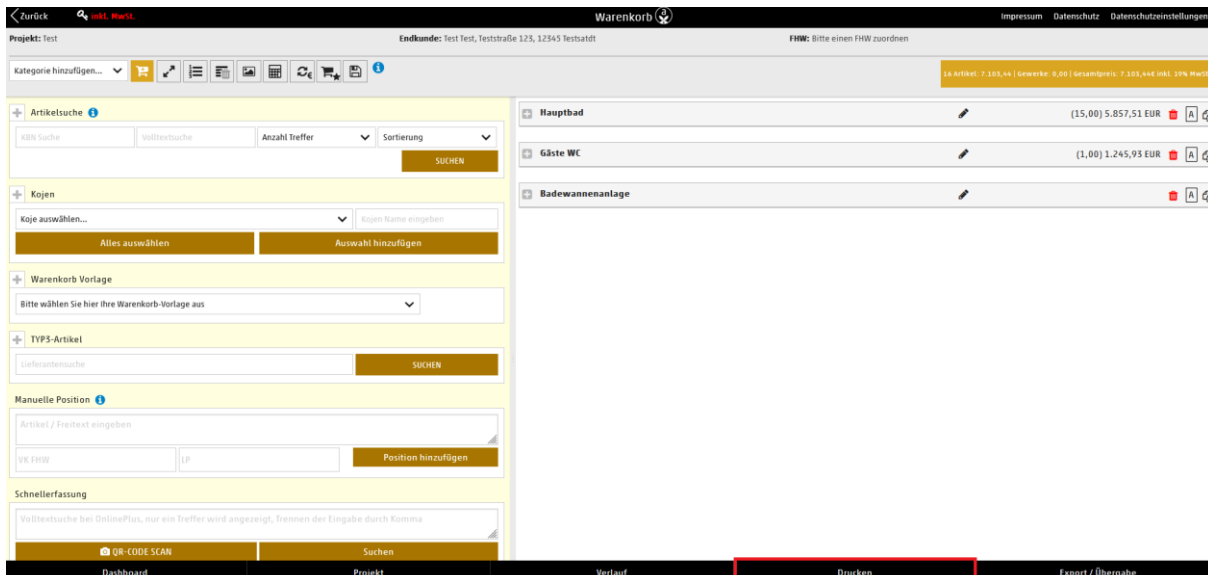 Zurück inkl. MwSt. Warenkorb Impressum Datenschutz Datenschutzeinstellungen
Projekt: Test Endkunde: Test Test, Teststraße 123, 12345 Testsatdt FHW: Bitte einen FHW zuordnen
Kategorie hinzufügen...
16 Artikel: 7.103,44 | Gewerke: 0,00 | Gesamtpreis: 7.103,44€ inkl. 19% MwSt
Artikelsuche
KBN Suche Volltextsuche Anzahl Treffer Sortierung
SUCHEN
Kojen
Koje auswählen... Kojen Name eingeben
Alles auswählen Auswahl hinzufügen
Warenkorb Vorlage
Bitte wählen Sie hier Ihre Warenkorb-Vorlage aus
TYP3-Artikel
Lieferantensuche SUCHEN
Manuelle Position
Artikel / Freitext eingeben
VK FHW LP Position hinzufügen
Schnellerfassung
Volltextsuche bei OnlinePlus, nur ein Treffer wird angezeigt, Trennen der Eingabe durch Komma
QR-CODE SCAN Suchen
Hauptbad (15,00) 5.857,51 EUR A
Gäste WC (1,00) 1.245,93 EUR A
Badewannenanlage A
Dashboard Projekt Verlauf Drucken Export / Übergabe